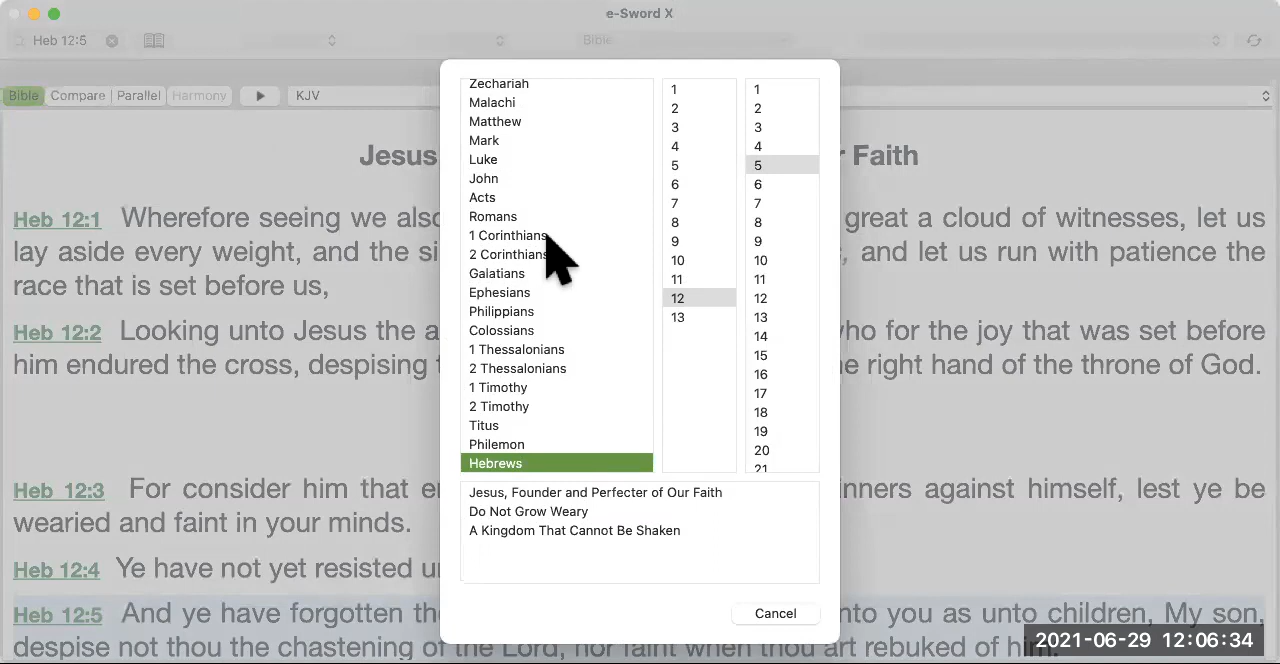 e-Sword X
Heb 12:5
Bible
Bible Compare Parallel Harmony KJV
Zechariah
Malachi
Matthew
Mark
Luke
John
Acts
Romans
1 Corinthians
2 Corinthians
Galatians
Ephesians
Philippians
Colossians
1 Thessalonians
2 Thessalonians
1 Timothy
2 Timothy
Titus
Philemon
Hebrews
1
2
3
4
5
6
7
8
9
10
11
12
13
1
2
3
4
5
6
7
8
9
10
11
12
13
14
15
16
17
18
19
20
21
Jesus, Founder and Perfecter of Our Faith
Do Not Grow Weary
A Kingdom That Cannot Be Shaken
Cancel
Jesus Faith
Heb 12:1 Wherefore seeing we also great a cloud of witnesses, let us
lay aside every weight, and the and let us run with patience the
race that is set before us,
Heb 12:2 Looking unto Jesus the for the joy that was set before
him endured the cross, despising right hand of the throne of God.
Heb 12:3 For consider him that against himself, lest ye be
wearied and faint in your minds.
Heb 12:4 Ye have not yet resisted
Heb 12:5 And ye have forgotten you as unto children, My son,
despise not thou the chastening of the Lord, nor faint when thou art rebuked of him.
2021-06-29 12:06:34